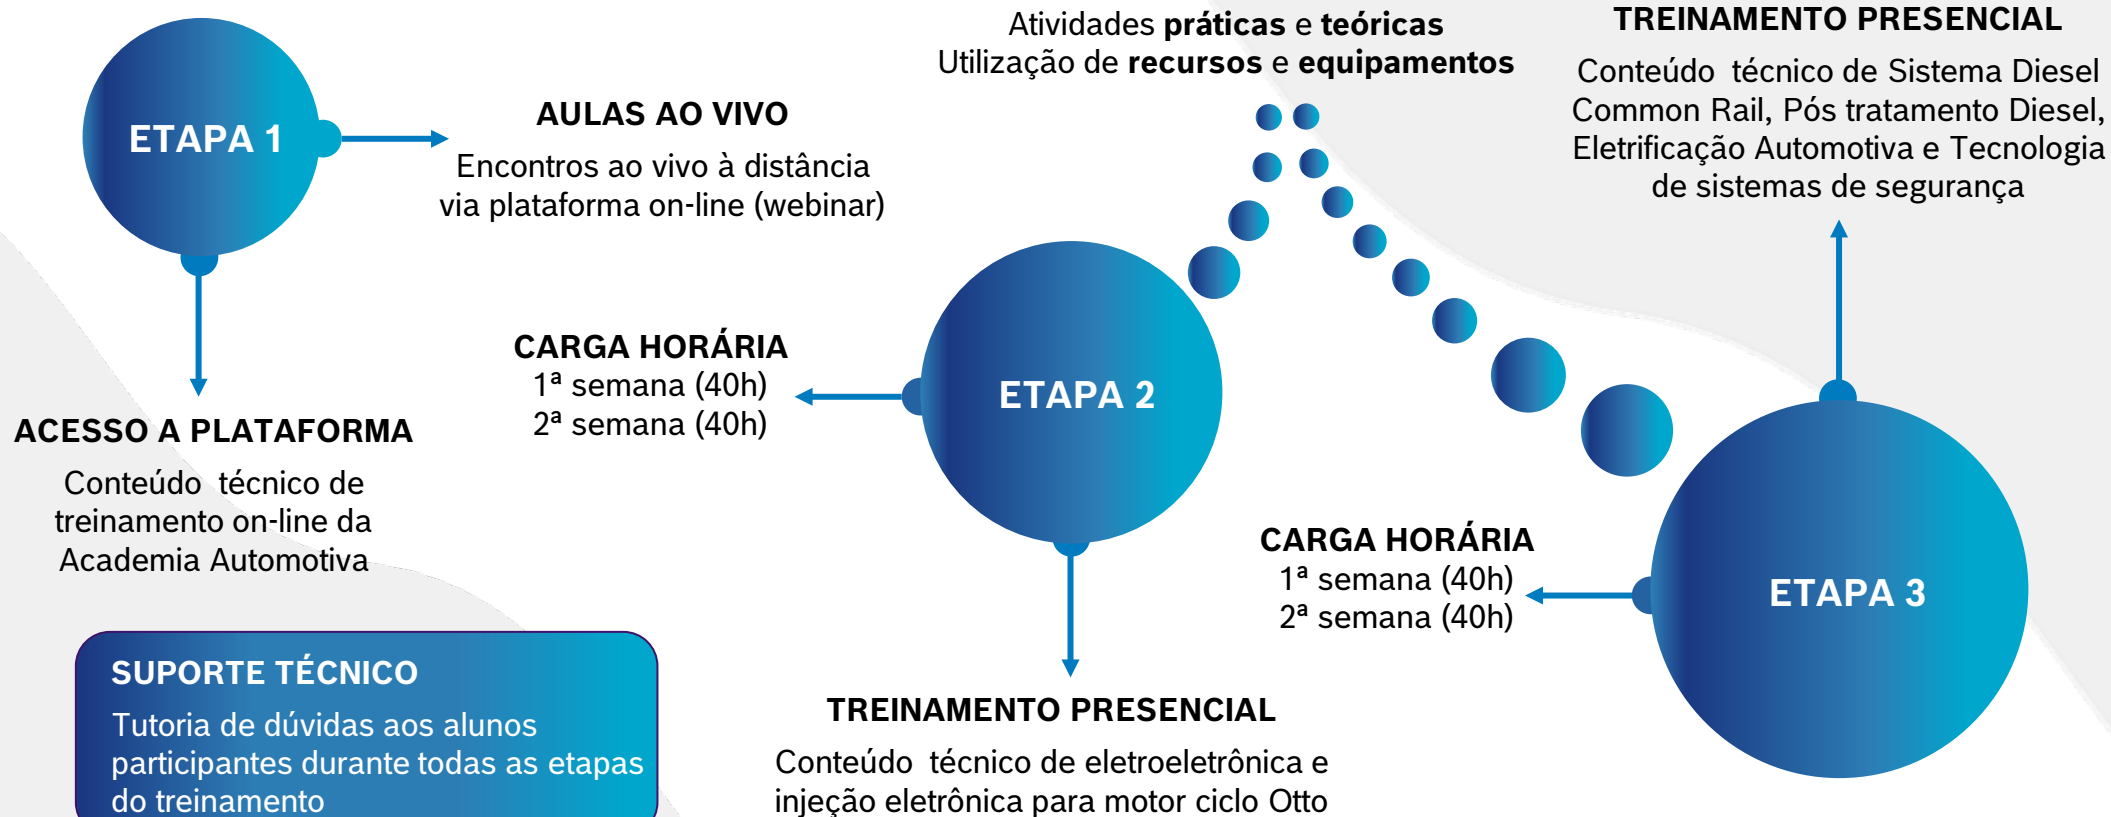 ETAPA 1
AULAS AO VIVO
Encontros ao vivo à distância
via plataforma on-line (webinar)
ACESSO A PLATAFORMA
Conteúdo técnico de
treinamento on-line da
Academia Automotiva
SUPORTE TÉCNICO
Tutoria de dúvidas aos alunos
participantes durante todas as etapas
do treinamento
Atividades práticas e teóricas
Utilização de recursos e equipamentos
ETAPA 2
CARGA HORÁRIA
1ª semana (40h)
2ª semana (40h)
TREINAMENTO PRESENCIAL
Conteúdo técnico de eletroeletrônica e
injeção eletrônica para motor ciclo Otto
TREINAMENTO PRESENCIAL
Conteúdo técnico de Sistema Diesel
Common Rail, Pós tratamento Diesel,
Eletrificação Automotiva e Tecnologia
de sistemas de segurança
CARGA HORÁRIA
1ª semana (40h)
2ª semana (40h)
ETAPA 3